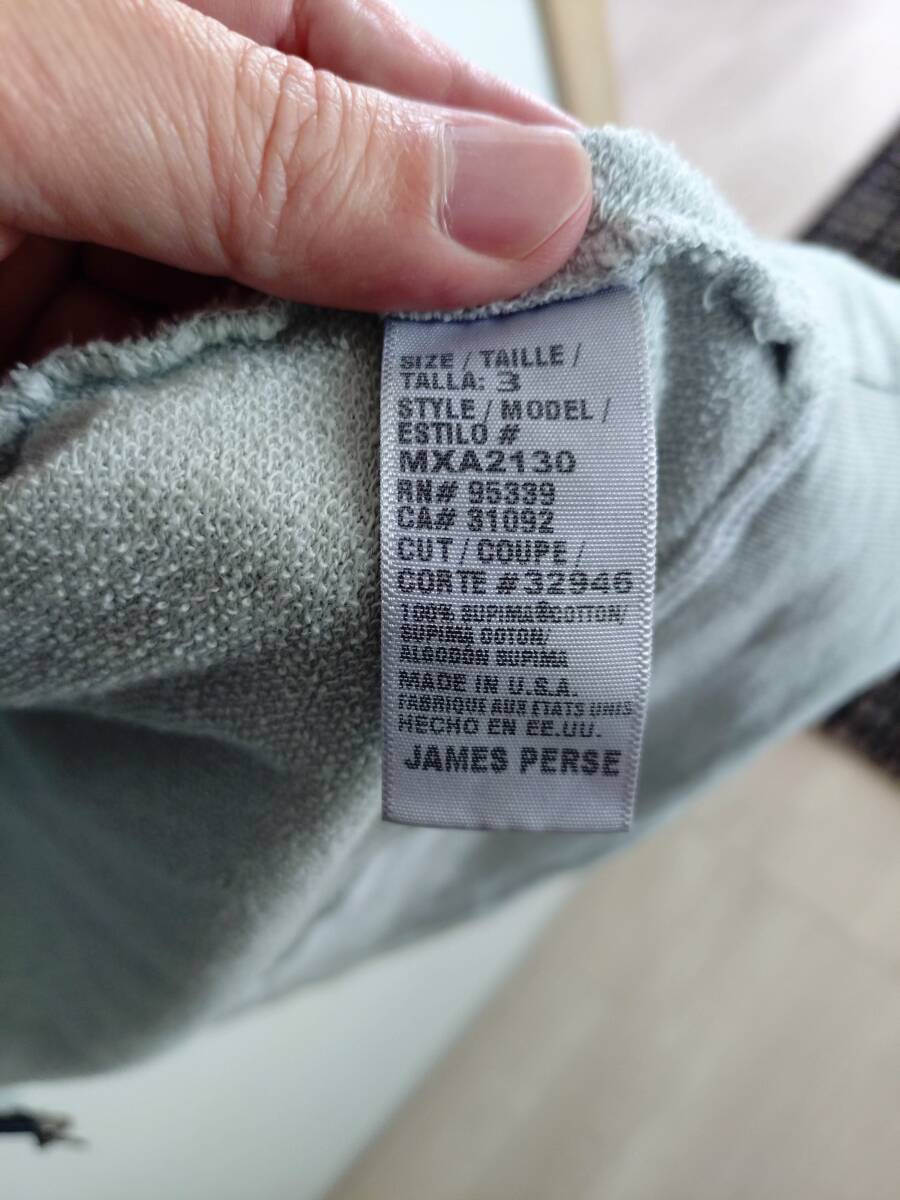 SIZE / TAILLE /
TALLA: 3
STYLE / MODEL /
ESTILO #
MXA2130
RN# 95339
CA# 31092
CUT / COUPE /
CORTE #32946
100% SUPIMA® COTTON/
SUPIMA COTON/
ALGODÓN SUPIMA
MADE IN U.S.A.
FABRIQUE AUX ETATS UNIS
HECHO EN EE.UU.
JAMES PERSE